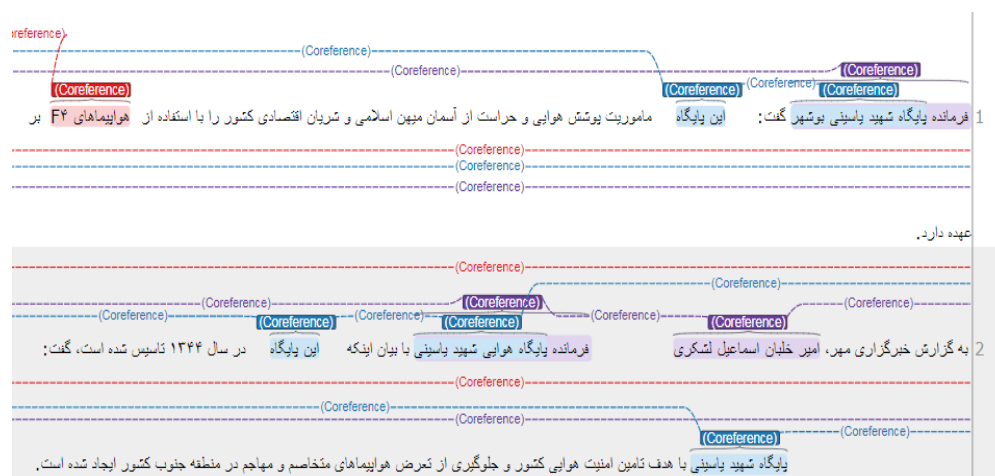 (Coreference)
(Coreference)
(Coreference) (Coreference)
(Coreference) (Coreference) (Coreference) (Coreference)
1 فرمانده پایگاه شهید یاسینی بوشهر گفت: این پایگاه ماموریت پوشش هوایی و حراست از آسمان میهن اسلامی و شریان اقتصادی کشور را با استفاده از هواپیماهای F۴ بر
(Coreference)
(Coreference)
(Coreference)
عهده دارد.
(Coreference)
(Coreference)
(Coreference) (Coreference) (Coreference)
(Coreference) (Coreference) (Coreference) (Coreference) (Coreference) (Coreference)
2 به گزارش خبرگزاری مهر، امیر خلبان اسماعیل لشکری فرمانده پایگاه هوایی شهید یاسینی با بیان اینکه این پایگاه در سال ۱۳۴۴ تاسیس شده است، گفت:
(Coreference)
(Coreference)
(Coreference)
(Coreference) (Coreference)
پایگاه شهید یاسینی با هدف تامین امنیت هوایی کشور و جلوگیری از تعرض هواپیماهای متخاصم و مهاجم در منطقه جنوب کشور ایجاد شده است.